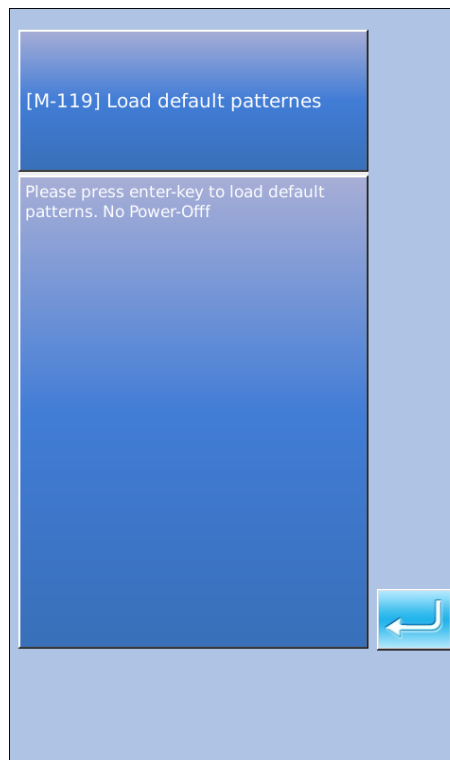 [M-119] Load default patternes
Please press enter-key to load default
patterns. No Power-Offf